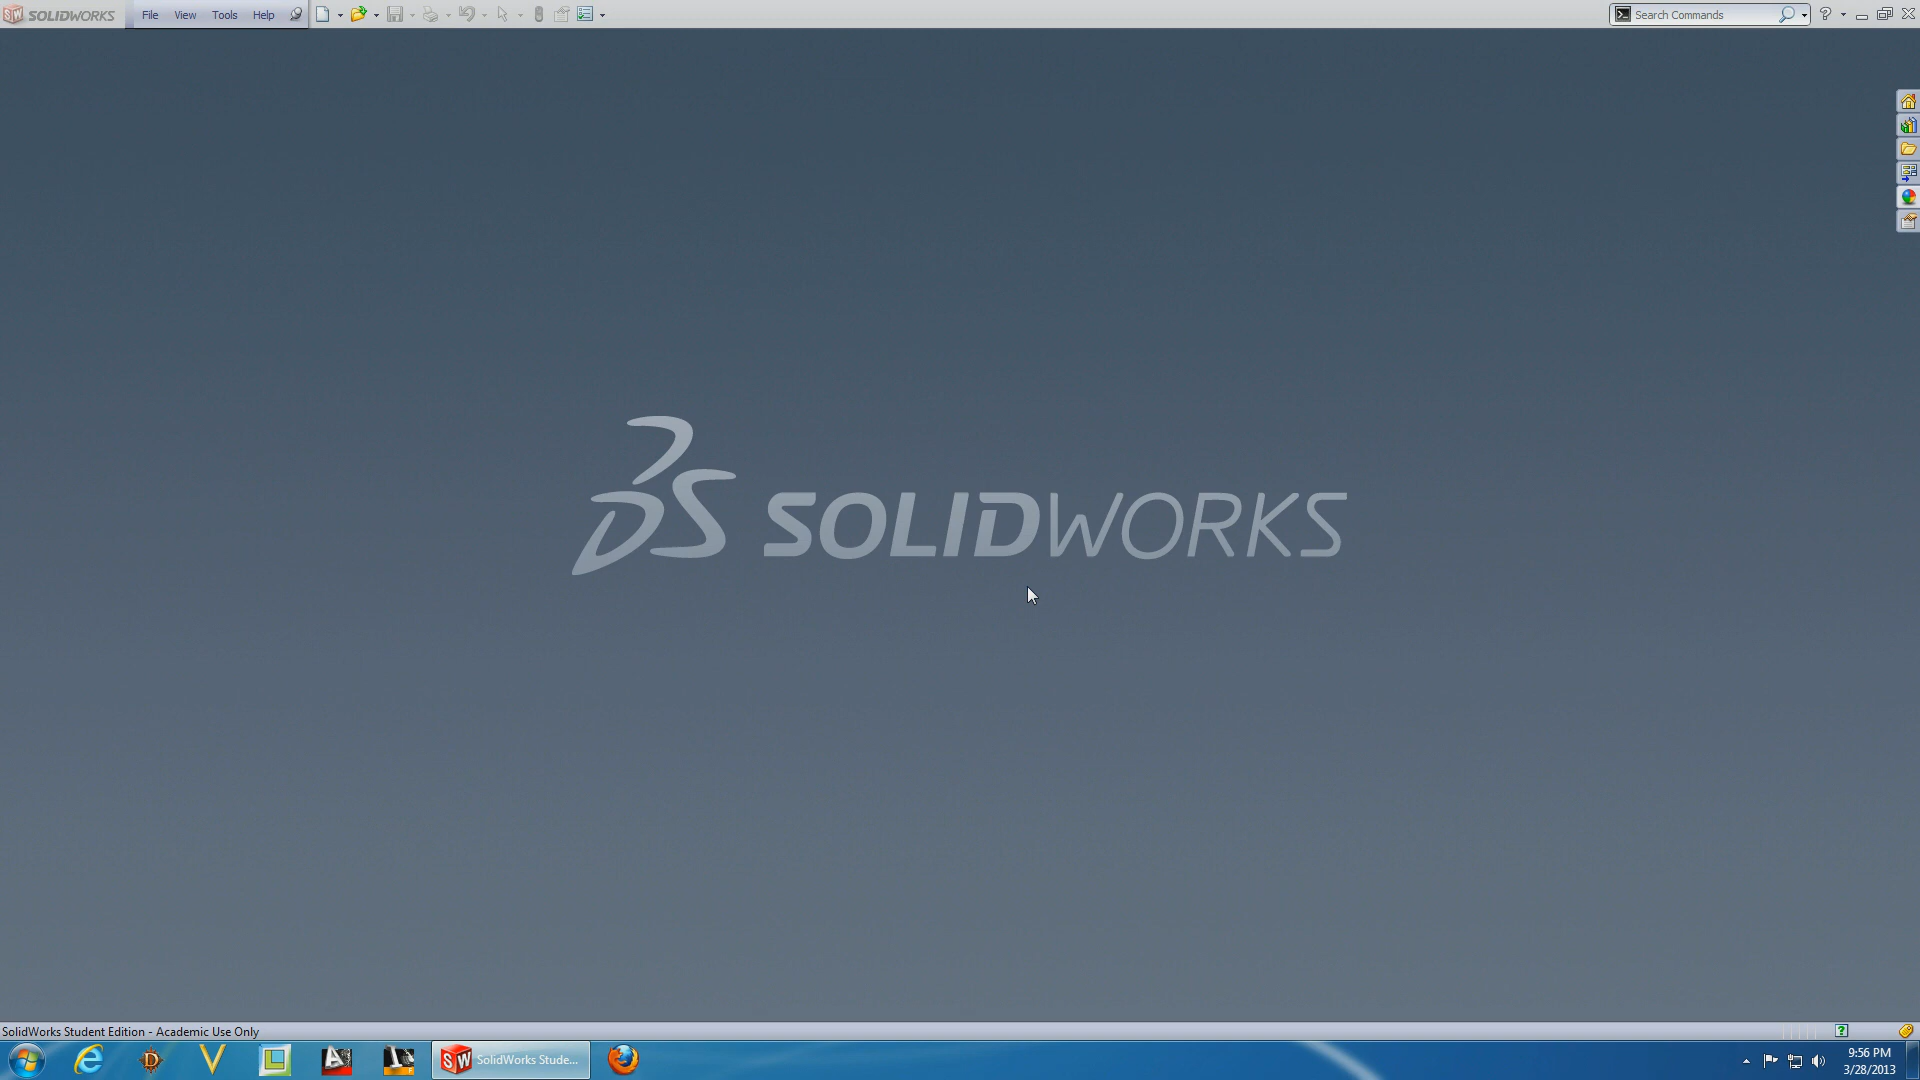 SOLIDWORKS File View Tools Help Search Commands
SOLIDWORKS
SolidWorks Student Edition - Academic Use Only
SolidWorks Stude...
9:56 PM
3/28/2013